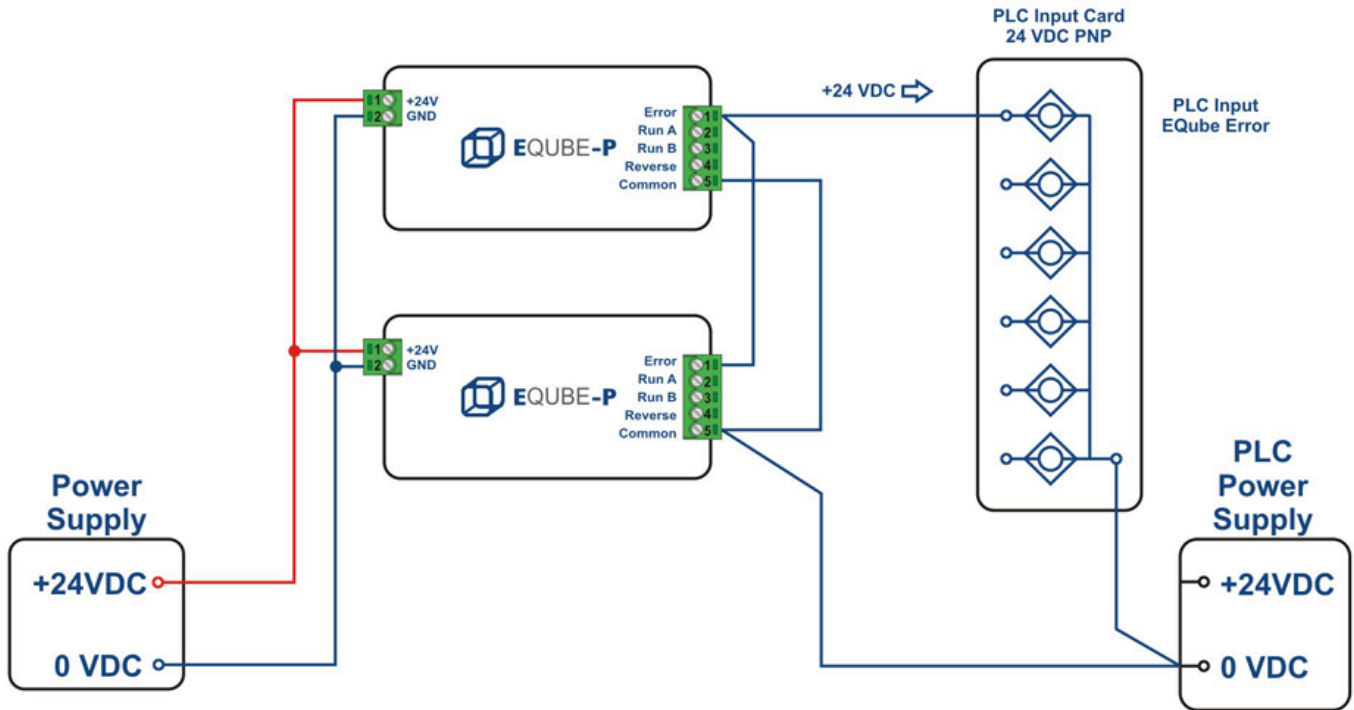 PLC Input Card
24 VDC PNP
+24 VDC
PLC Input
EQube Error
1 +24V
2 GND
EQUBE-P
Error 1
Run A 2
Run B 3
Reverse 4
Common 5
1 +24V
2 GND
EQUBE-P
Error 1
Run A 2
Run B 3
Reverse 4
Common 5
Power
Supply
+24VDC
0 VDC
PLC
Power
Supply
+24VDC
0 VDC